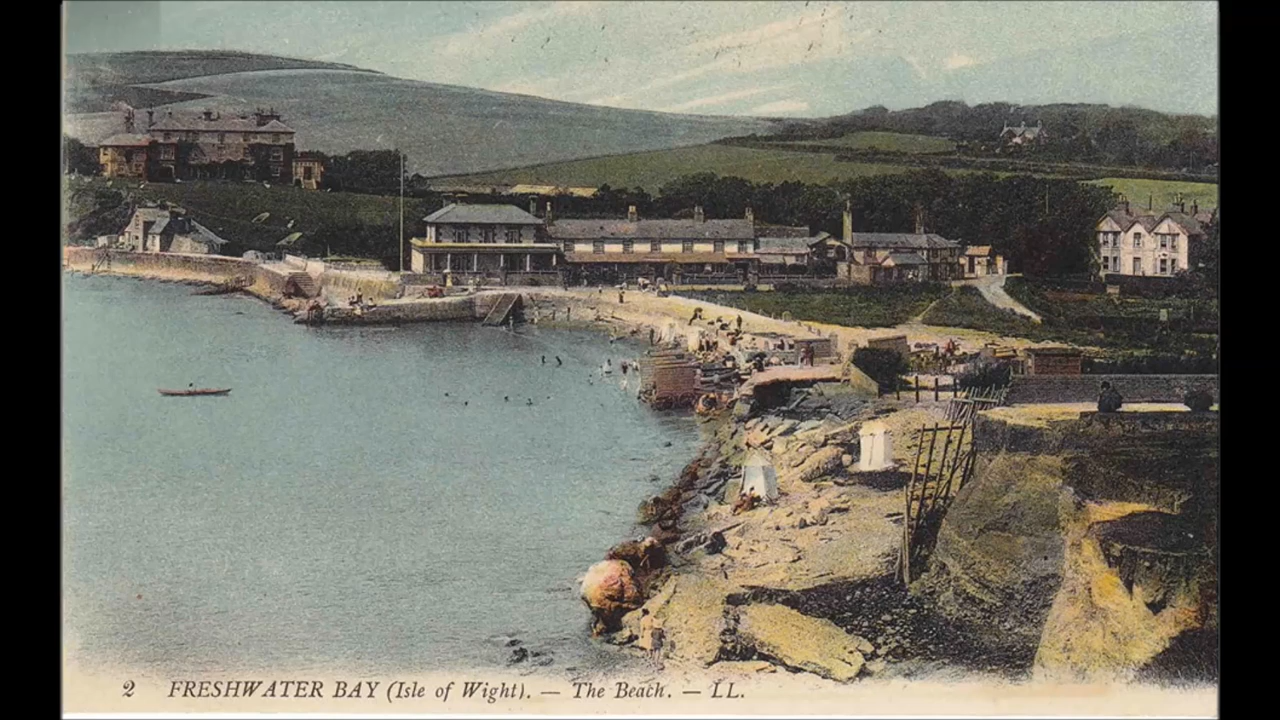 2 FRESHWATER BAY (Isle of Wight). — The Beach. — LL.